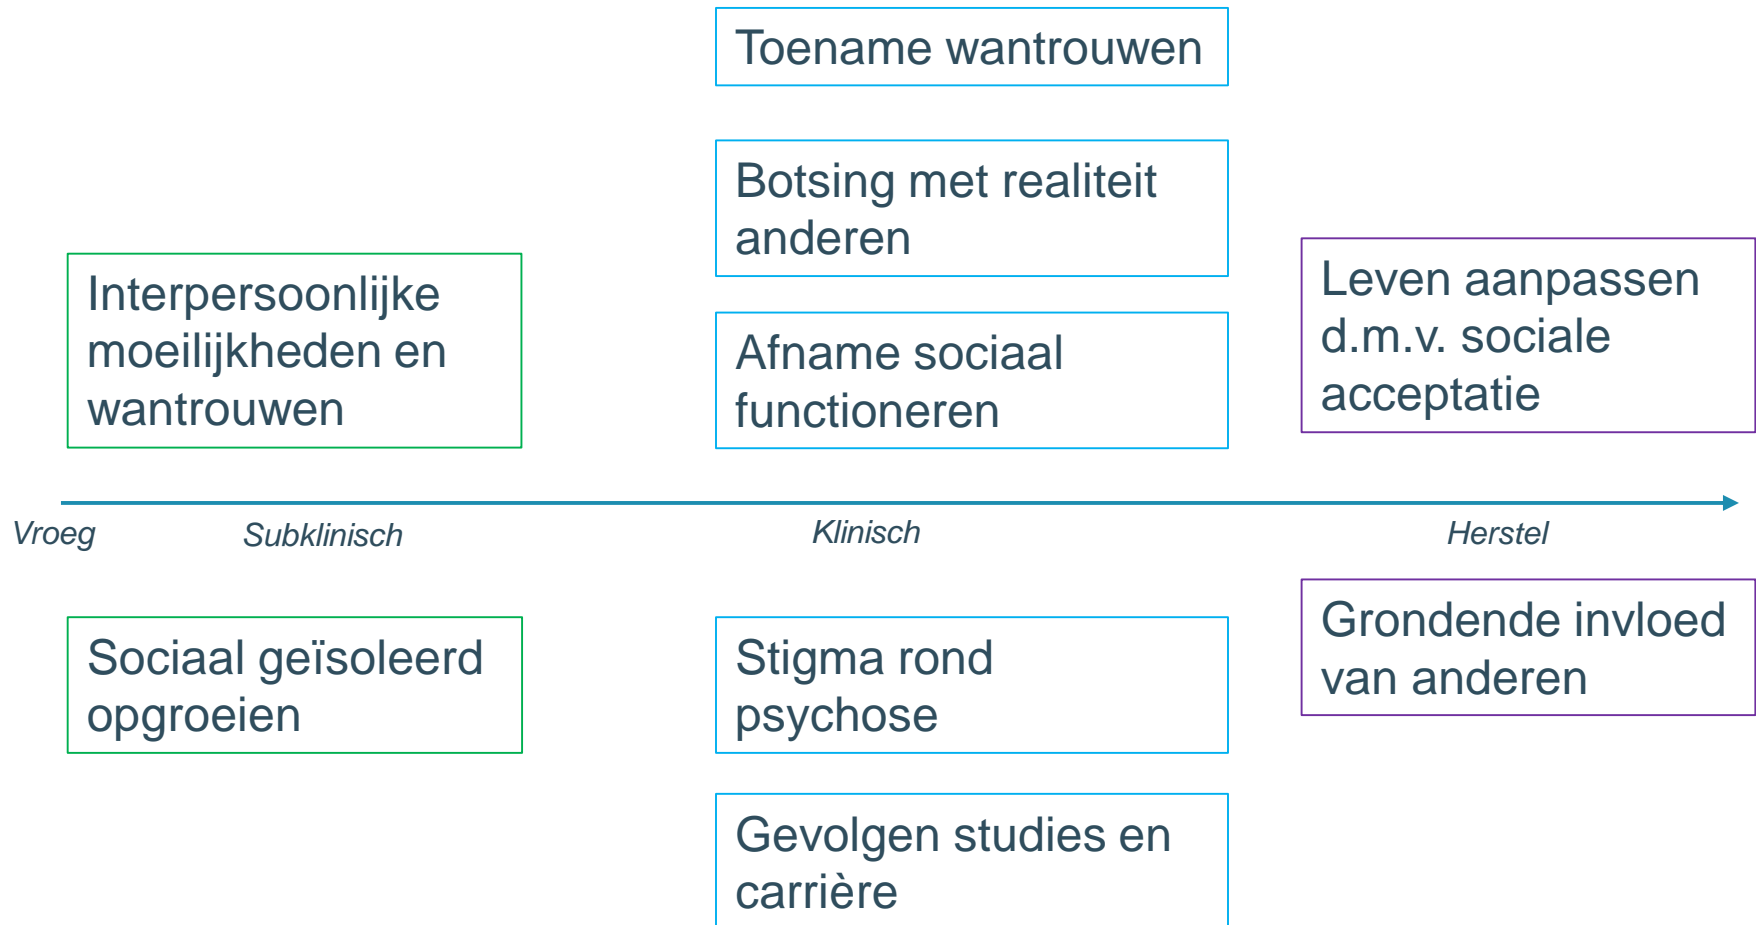 Toename wantrouwen
Botsing met realiteit
anderen
Interpersoonlijke
moeilijkheden en
wantrouwen
Afname sociaal
functioneren
Leven aanpassen
d.m.v. sociale
acceptatie
Vroeg
Subklinisch
Klinisch
Herstel
Sociaal geïsoleerd
opgroeien
Stigma rond
psychose
Grondende invloed
van anderen
Gevolgen studies en
carrière